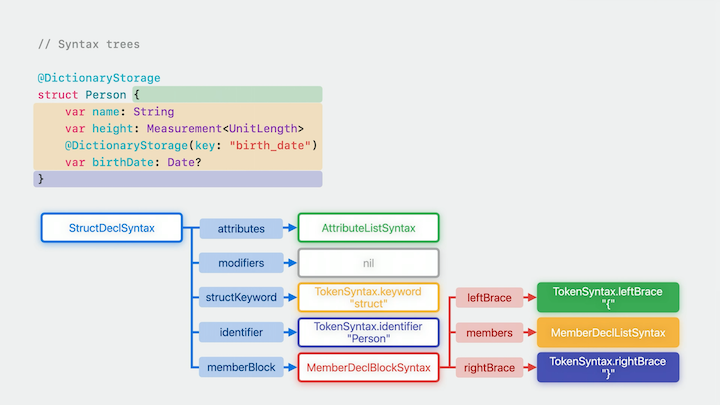 // Syntax trees
@DictionaryStorage
struct Person {
    var name: String
    var height: Measurement<UnitLength>
    @DictionaryStorage(key: "birth_date")
    var birthDate: Date?
}
StructDeclSyntax
attributes
AttributeListSyntax
modifiers
nil
structKeyword
TokenSyntax.keyword
"struct"
identifier
TokenSyntax.identifier
"Person"
memberBlock
MemberDeclBlockSyntax
leftBrace
TokenSyntax.leftBrace
"{"
members
MemberDeclListSyntax
rightBrace
TokenSyntax.rightBrace
"}"